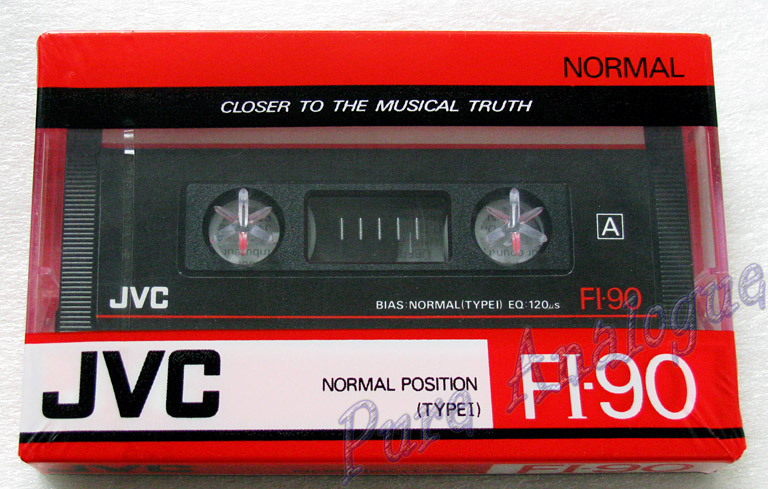 NORMAL
CLOSER TO THE MUSICAL TRUTH
A
JVC
BIAS:NORMAL(TYPEI) EQ:120μs
FI-90
JVC
NORMAL POSITION
(TYPEI)
FI-90
Pure Analogue
FI-90